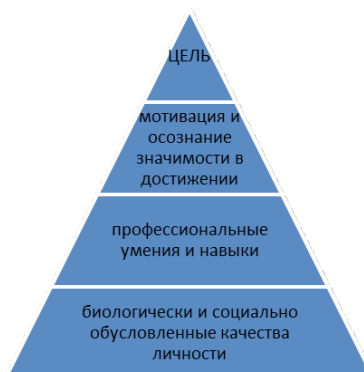 ЦЕЛЬ
мотивация и
осознание
значимости в
достижении
профессиональные
умения и навыки
биологически и социально
обусловленные качества
личности